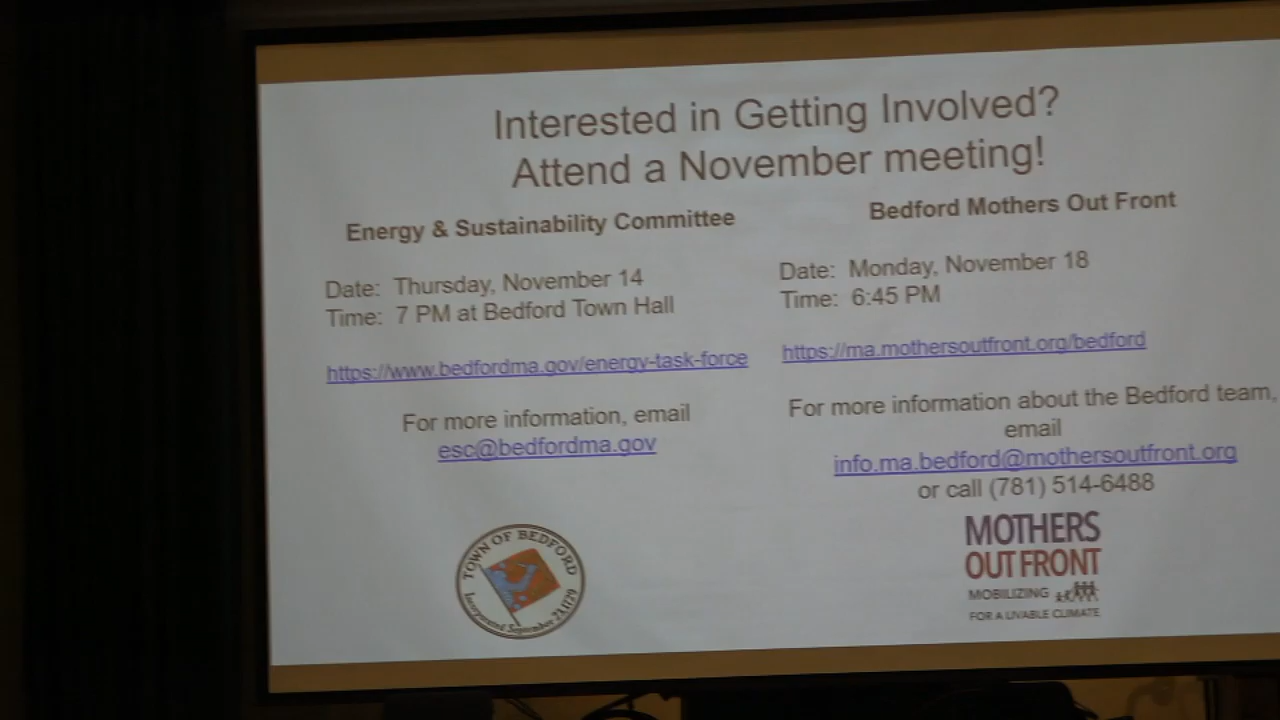 Interested in Getting Involved?
Attend a November meeting!
Energy & Sustainability Committee
Date: Thursday, November 14
Time: 7 PM at Bedford Town Hall
https://www.bedfordma.gov/energy-task-force
For more information, email
esc@bedfordma.gov
TOWN OF BEDFORD
Incorporated September 23, 1729
Bedford Mothers Out Front
Date: Monday, November 18
Time: 6:45 PM
https://ma.mothersoutfront.org/bedford
For more information about the Bedford team,
email
info.ma.bedford@mothersoutfront.org
or call (781) 514-6488
MOTHERS
OUT FRONT
MOBILIZING
FOR A LIVABLE CLIMATE